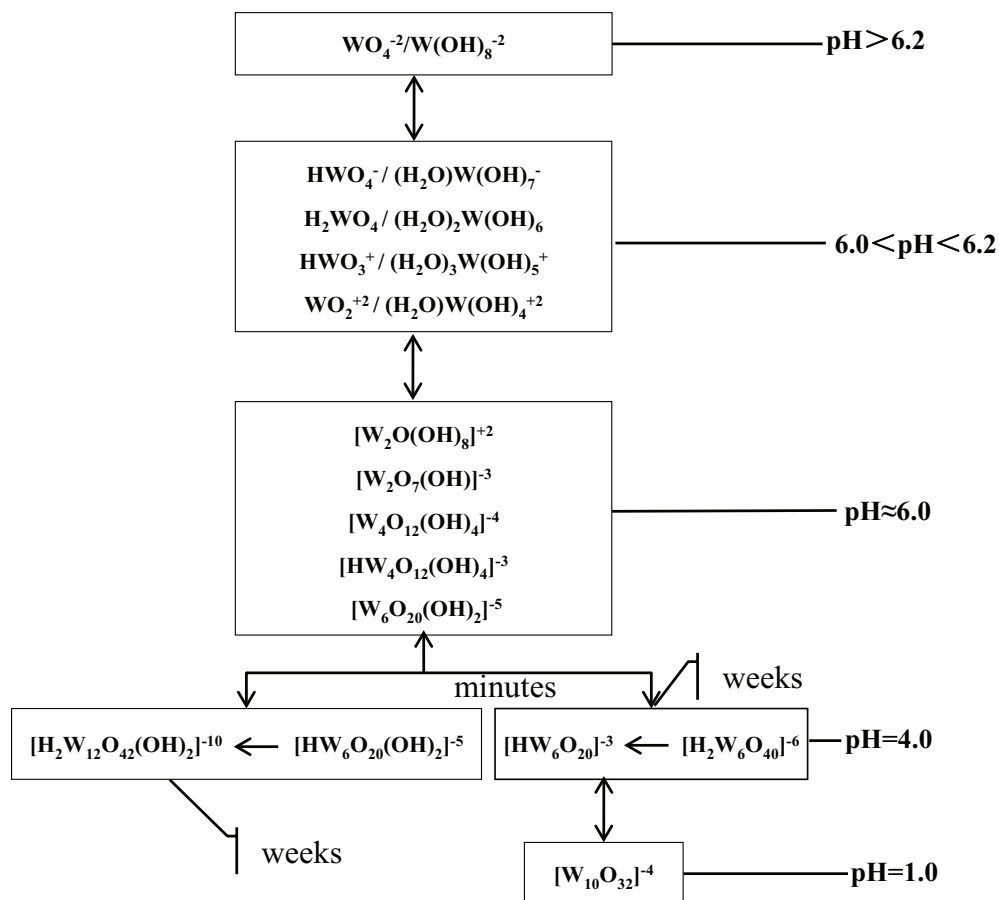 WO₄⁻²/W(OH)₈⁻² pH＞6.2
HWO₄⁻/ (H₂O)W(OH)₇⁻
H₂WO₄ / (H₂O)₂W(OH)₆
6.0＜pH＜6.2
HWO₃⁺ / (H₂O)₃W(OH)₅⁺
WO₂⁺² / (H₂O)W(OH)₄⁺²
[W₂O(OH)₈]⁺²
[W₂O₇(OH)]⁻³
[W₄O₁₂(OH)₄]⁻⁴ pH≈6.0
[HW₄O₁₂(OH)₄]⁻³
[W₆O₂₀(OH)₂]⁻⁵
minutes weeks
[H₂W₁₂O₄₂(OH)₂]⁻¹⁰ [HW₆O₂₀(OH)₂]⁻⁵ [HW₆O₂₀]⁻³ [H₂W₆O₄₀]⁻⁶ pH=4.0
weeks
[W₁₀O₃₂]⁻⁴ pH=1.0